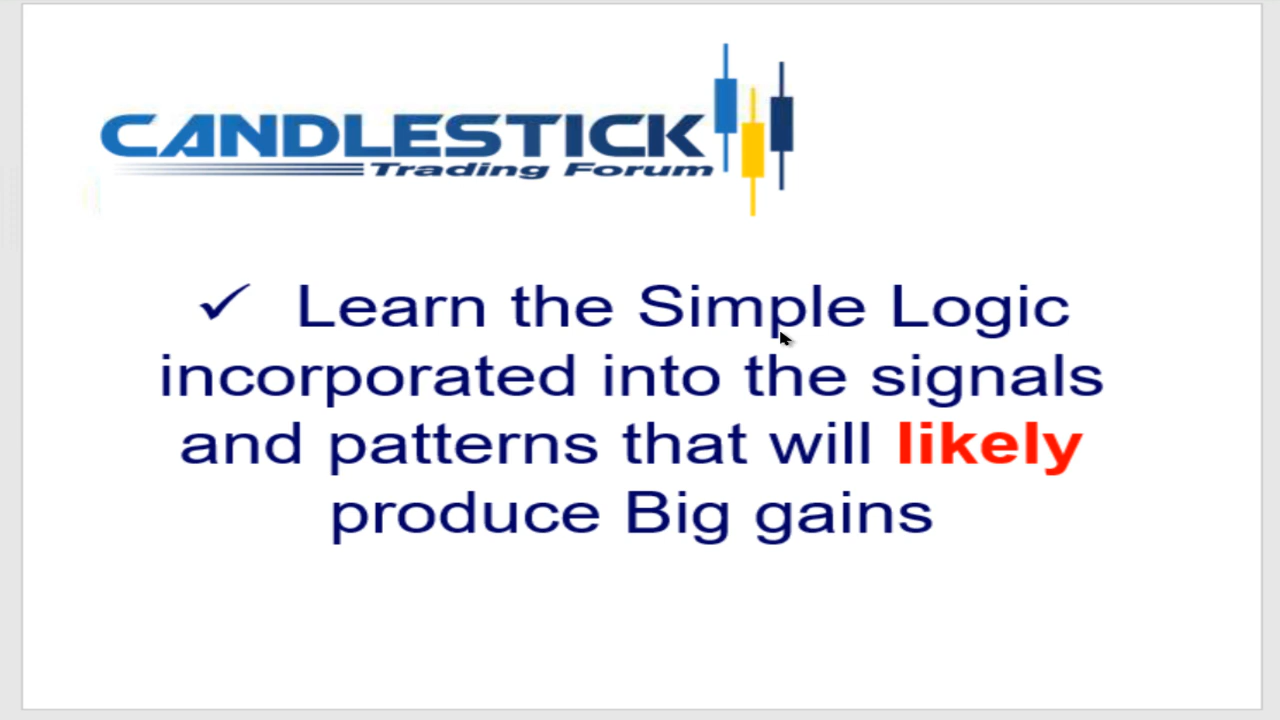 CANDLESTICK
Trading Forum
✓ Learn the Simple Logic
incorporated into the signals
and patterns that will likely
produce Big gains